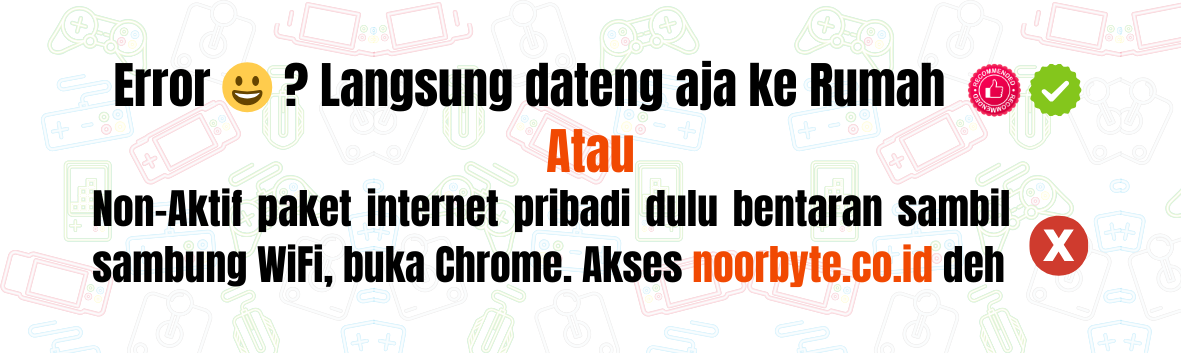 Error 😃 ? Langsung dateng aja ke Rumah
RECOMMENDED RECOMMENDED
Atau
Non-Aktif paket internet pribadi dulu bentaran sambil
sambung WiFi, buka Chrome. Akses noorbyte.co.id deh
X